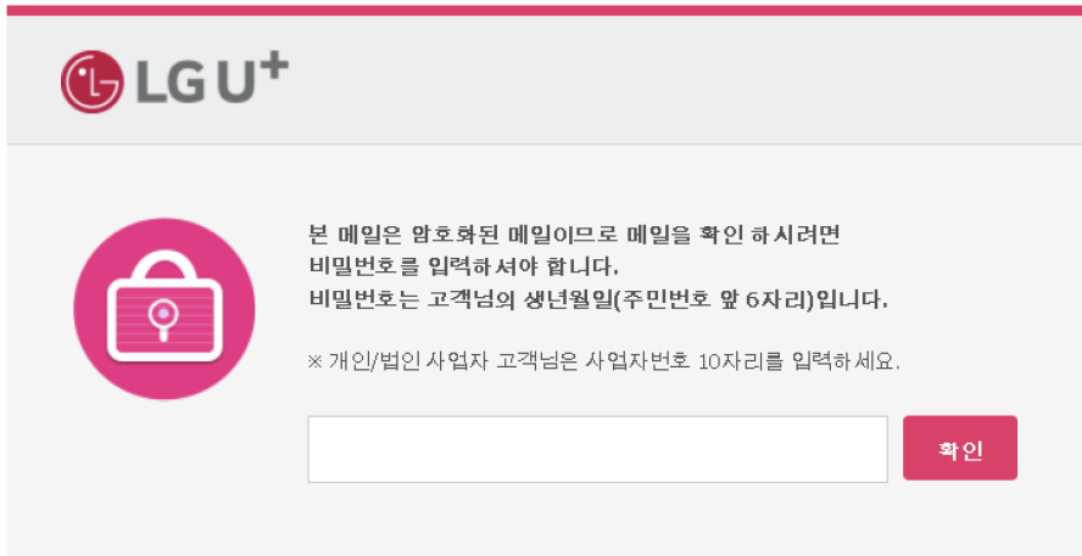 LG U+
본 메일은 암호화된 메일이므로 메일을 확인 하시려면
비밀번호를 입력하셔야 합니다.
비밀번호는 고객님의 생년월일(주민번호 앞 6자리)입니다.
※ 개인/법인 사업자 고객님은 사업자번호 10자리를 입력하세요.
확인